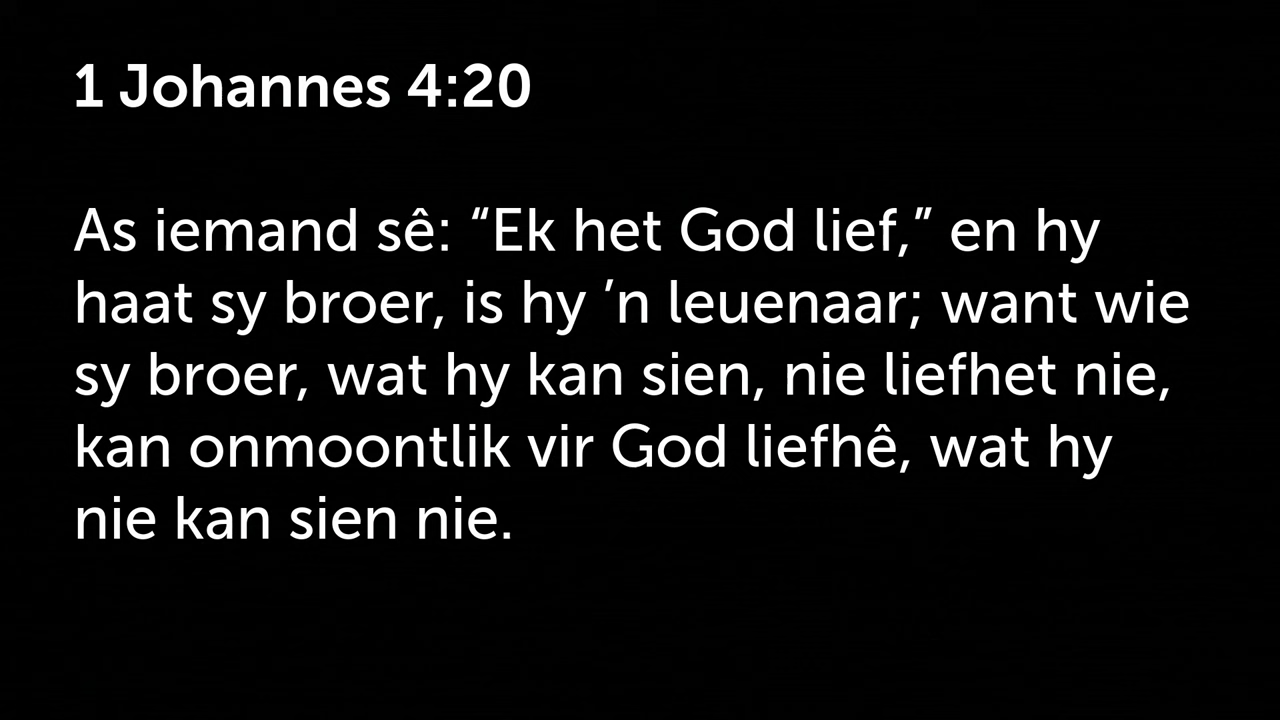 1 Johannes 4:20
As iemand sê: “Ek het God lief,” en hy
haat sy broer, is hy ’n leuenaar; want wie
sy broer, wat hy kan sien, nie liefhet nie,
kan onmoontlik vir God liefhê, wat hy
nie kan sien nie.